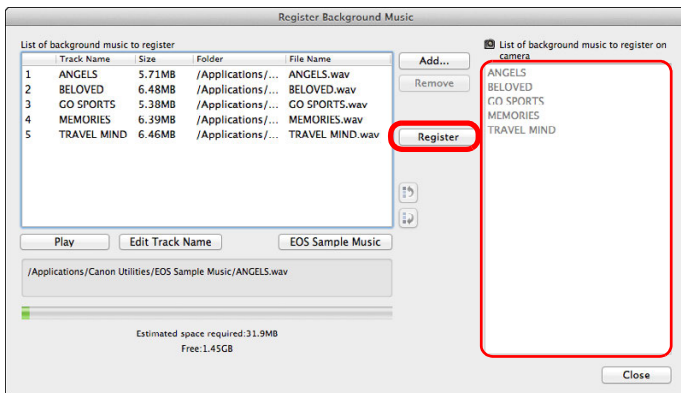 Register Background Music
List of background music to register
Track Name Size Folder File Name
1 ANGELS 5.71MB /Applications/... ANGELS.wav
2 BELOVED 6.48MB /Applications/... BELOVED.wav
3 GO SPORTS 5.38MB /Applications/... GO SPORTS.wav
4 MEMORIES 6.39MB /Applications/... MEMORIES.wav
5 TRAVEL MIND 6.46MB /Applications/... TRAVEL MIND.wav
Add...
Remove
Register
Play Edit Track Name EOS Sample Music
/Applications/Canon Utilities/EOS Sample Music/ANGELS.wav
Estimated space required:31.9MB
Free:1.45GB
List of background music to register on
camera
ANGELS
BELOVED
GO SPORTS
MEMORIES
TRAVEL MIND
Close